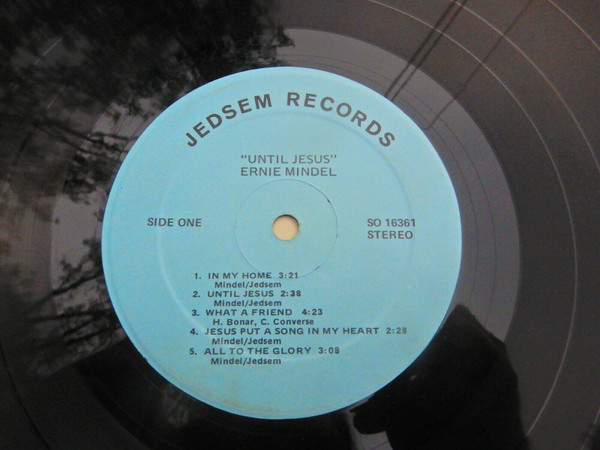 JEDSEM RECORDS
"UNTIL JESUS"
ERNIE MINDEL
SIDE ONE
SO 16361
STEREO
1. IN MY HOME 3:21
Mindel/Jedsem
2. UNTIL JESUS 2:38
Mindel/Jedsem
3. WHAT A FRIEND 4:23
H. Bonar, C. Converse
4. JESUS PUT A SONG IN MY HEART 2:28
Mindel/Jedsem
5. ALL TO THE GLORY 3:08
Mindel/Jedsem